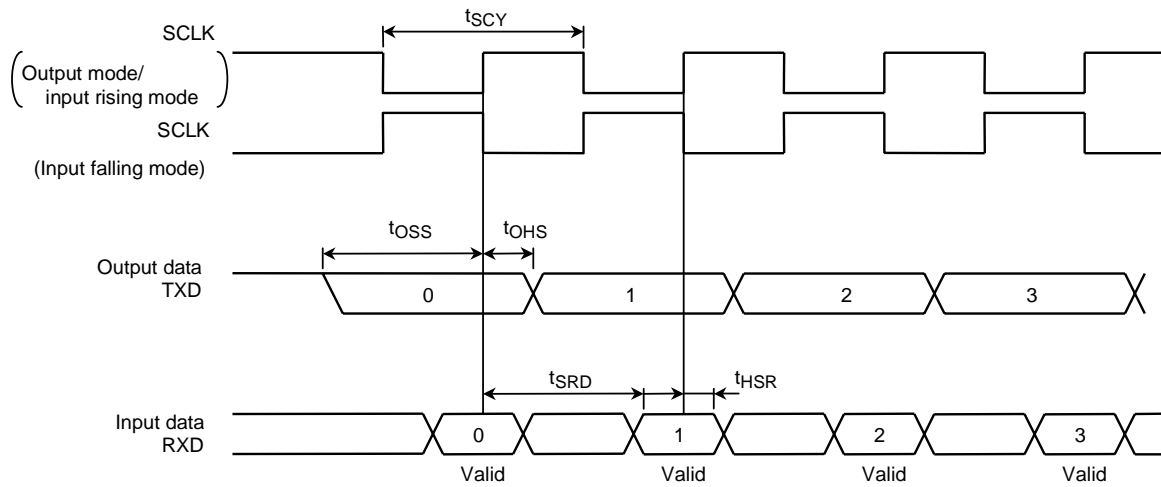 tSCY
SCLK
Output mode/
input rising mode
SCLK
(Input falling mode)
tOSS
tOHS
Output data
TXD
0
1
2
3
tSRD
tHSR
Input data
RXD
0
1
2
3
Valid
Valid
Valid
Valid